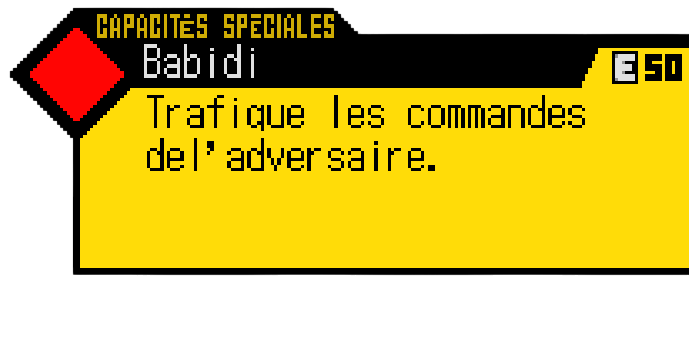 CAPACITÉS SPÉCIALES
Babidi
E 50
Trafique les commandes
del'adversaire.